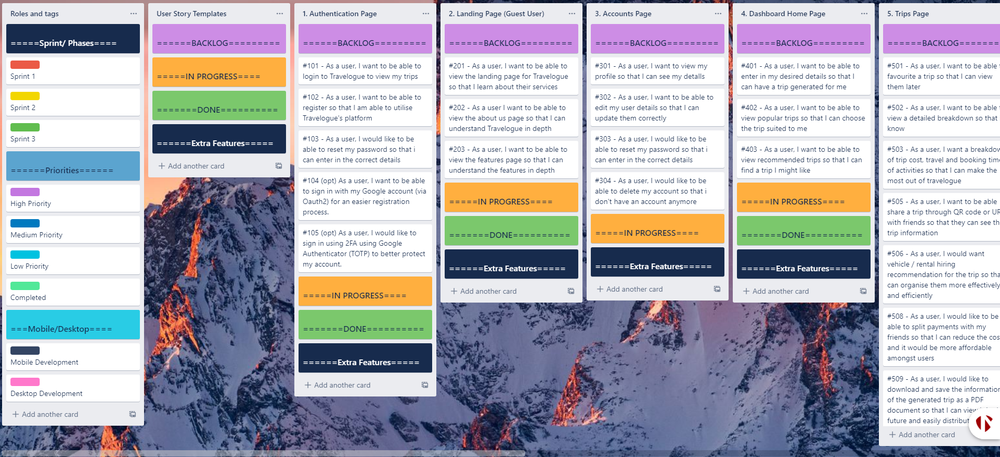 Roles and tags
=====Sprint/ Phases====
Sprint 1
Sprint 2
Sprint 3
======Priorities======
High Priority
Medium Priority
Low Priority
Completed
===Mobile/Desktop====
Mobile Development
Desktop Development
Add another card
User Story Templates
======BACKLOG=========
=====IN PROGRESS====
=======DONE==========
======Extra Features=====
Add another card
1. Authentication Page
======BACKLOG=========
#101 - As a user, I want to be able to
login to Travelogue to view my trips
#102 - As a user, I want to be able to
register so that I am able to utilise
Travelogue's platform
#103 - As a user, I would like to be
able to reset my password so that i
can enter in the correct details
#104 (opt) As a user, I want to be able
to sign in with my Google account (via
Oauth2) for an easier registration
process.
#105 (opt) As a user, I would like to
sign in using 2FA using Google
Authenticator (TOTP) to better protect
my account.
=====IN PROGRESS====
=======DONE==========
======Extra Features=====
Add another card
2. Landing Page (Guest User)
======BACKLOG=========
#201 - As a user, I want to be able to
view the landing page for Travelogue
so that I learn about their services
#202 - As a user I want to be able to
view the about us page so that I can
understand Travelogue in depth
#203 - As a user, I want to be able to
view the features page so that I can
understand the features in depth
=====IN PROGRESS====
=======DONE==========
======Extra Features=====
Add another card
3. Accounts Page
======BACKLOG=========
#301 - As a user, I want to view my
profile so that I can see my detalls
#302 - As a user, I want to be able to
edit my user details so that I can
update them correctly
#303 - As a user, I would like to be
able to reset my password so that i
can enter in the correct details
#304 - As a user, I would like to be
able to delete my account so that i
don't have an account anymore
=====IN PROGRESS====
======Extra Features=====
Add another card
4. Dashboard Home Page
======BACKLOG=========
#401 - As a user, I want to be able to
enter in my desired details so that I
can have a trip generated for me
#402 - As a user, I want to be able to
view popular trips so that I can choose
the trip suited to me
#403 - As a user, I want to be able to
view recommended trips so that I can
find a trip I might like
=====IN PROGRESS====
=======DONE==========
======Extra Features=====
Add another card
5. Trips Page
======BACKLOG=======
#501 - As a user, I want to be able
favourite a trip so that I can view
them later
#502 - As a user, I want to be able
view a detailed breakdown so that
know
#503 - As a user, I want a breakdow
of trip cost, travel and booking time
of activities so that I can make the
most out of travelogue
#505 - As a user, I want to be able
share a trip through QR code or UR
with friends so that they can see th
trip information
#506 - As a user, I would want
vehicle / rental hiring
recommendation for the trip so tha
can organise them more effectively
and efficiently
#508 - As a user, I would like to be
able to split payments with my
friends so that I can reduce the cos
and it would be more affordable
amongst users
#509 - As a user, I would like to
download and save the information
of the generated trip as a PDF
document so that I can view
future and easily distribut
Add another card